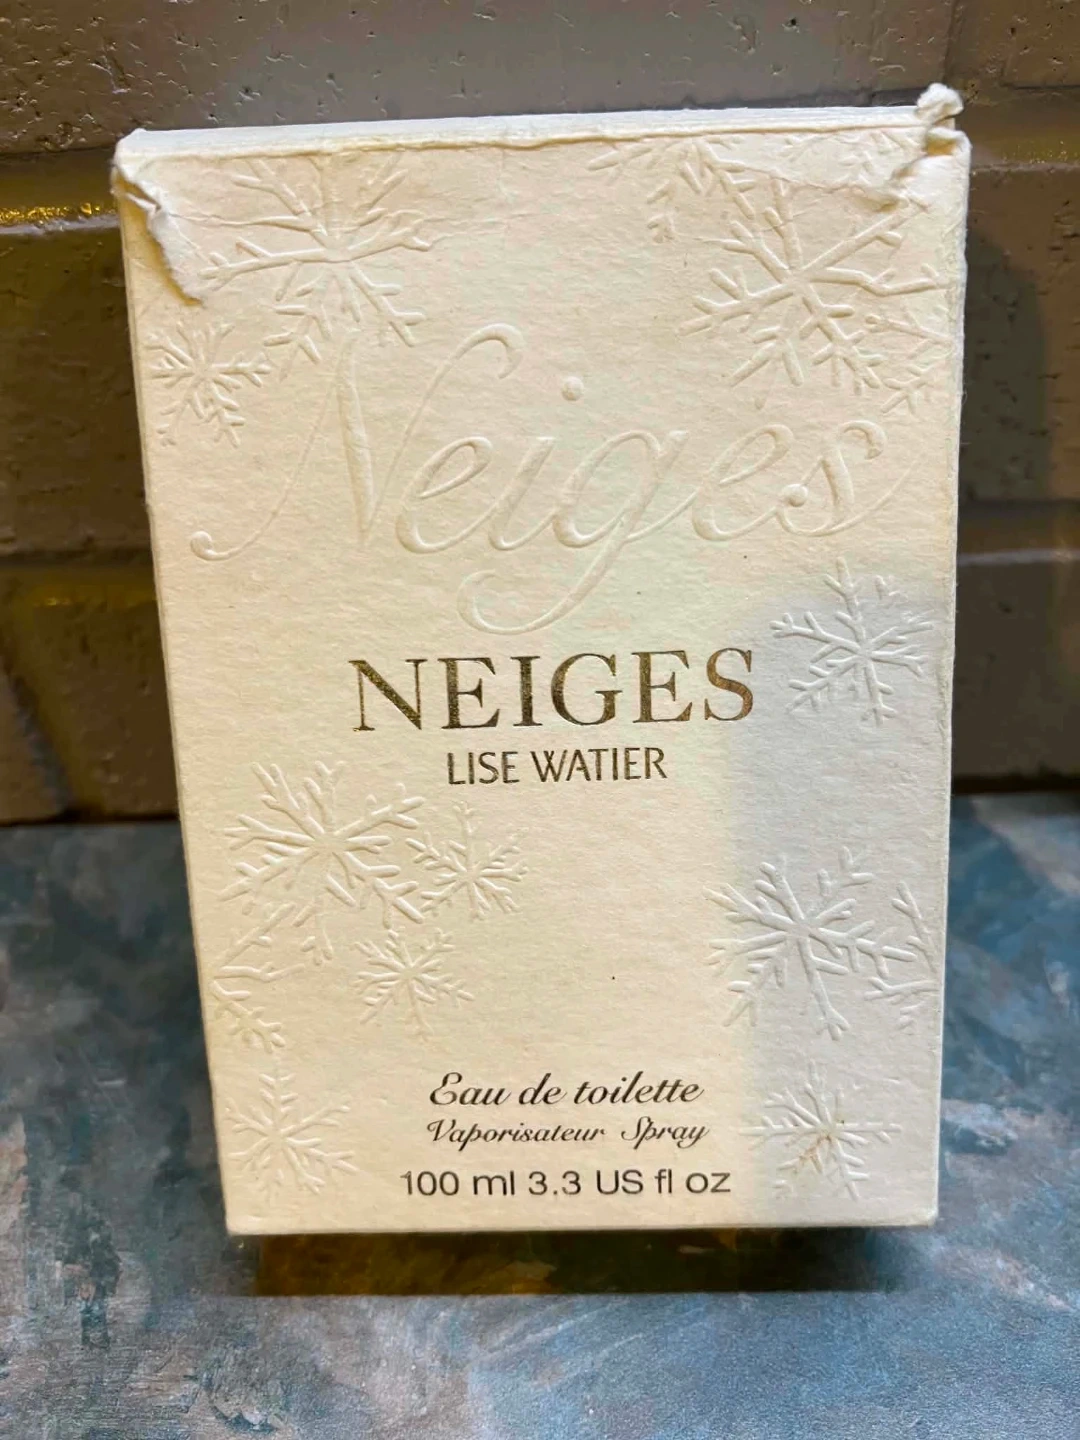 Neiges
NEIGES
LISE WATIER
Eau de toilette
Vaporisateur Spray
100 ml 3.3 US fl oz